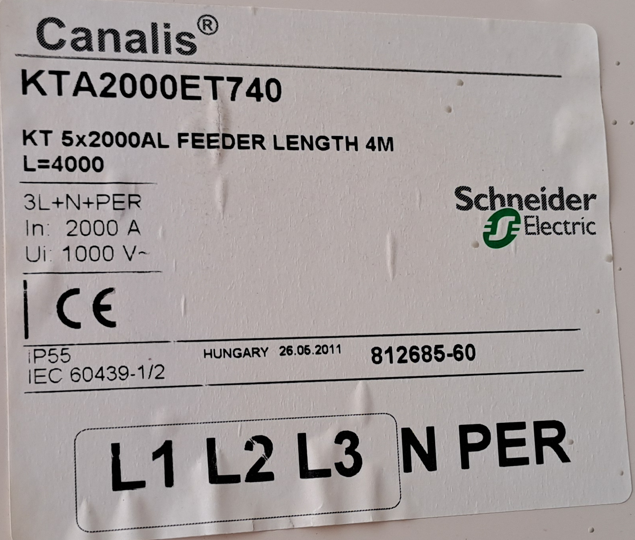 Canalis®
KTA2000ET740
KT 5x2000AL FEEDER LENGTH 4M
L=4000
3L+N+PER
In: 2000 A
Ui: 1000 V~
Schneider
Electric
CE
IP55
IEC 60439-1/2
HUNGARY 26.06.2011 812685-60
L1 L2 L3 N PER